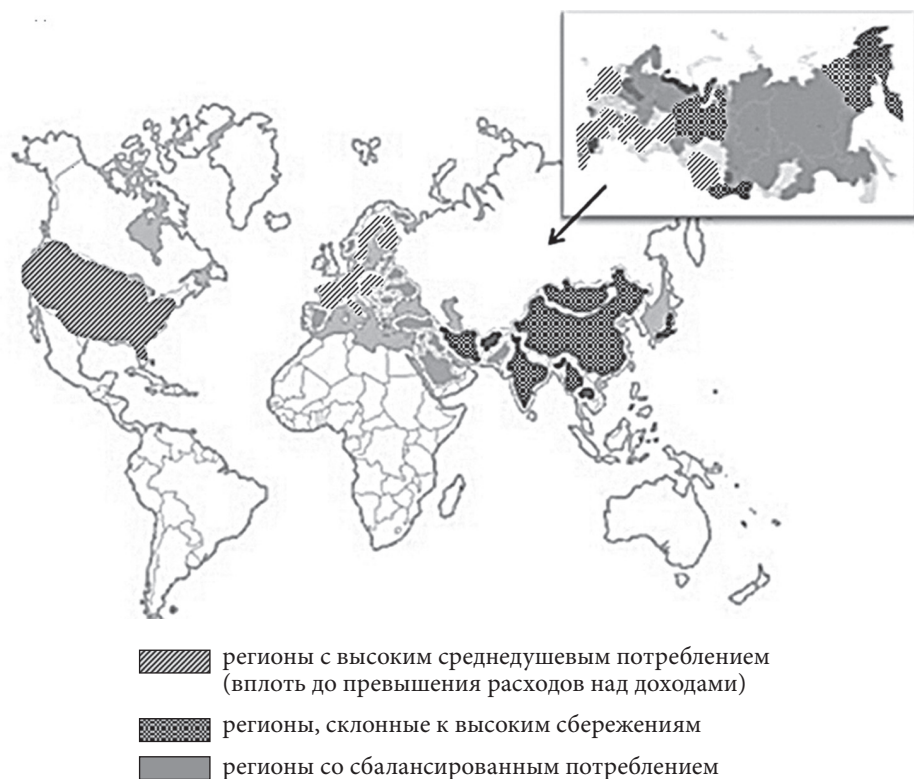 регионы с высоким среднедушевым потреблением
(вплоть до превышения расходов над доходами)
регионы, склонные к высоким сбережениям
регионы со сбалансированным потреблением